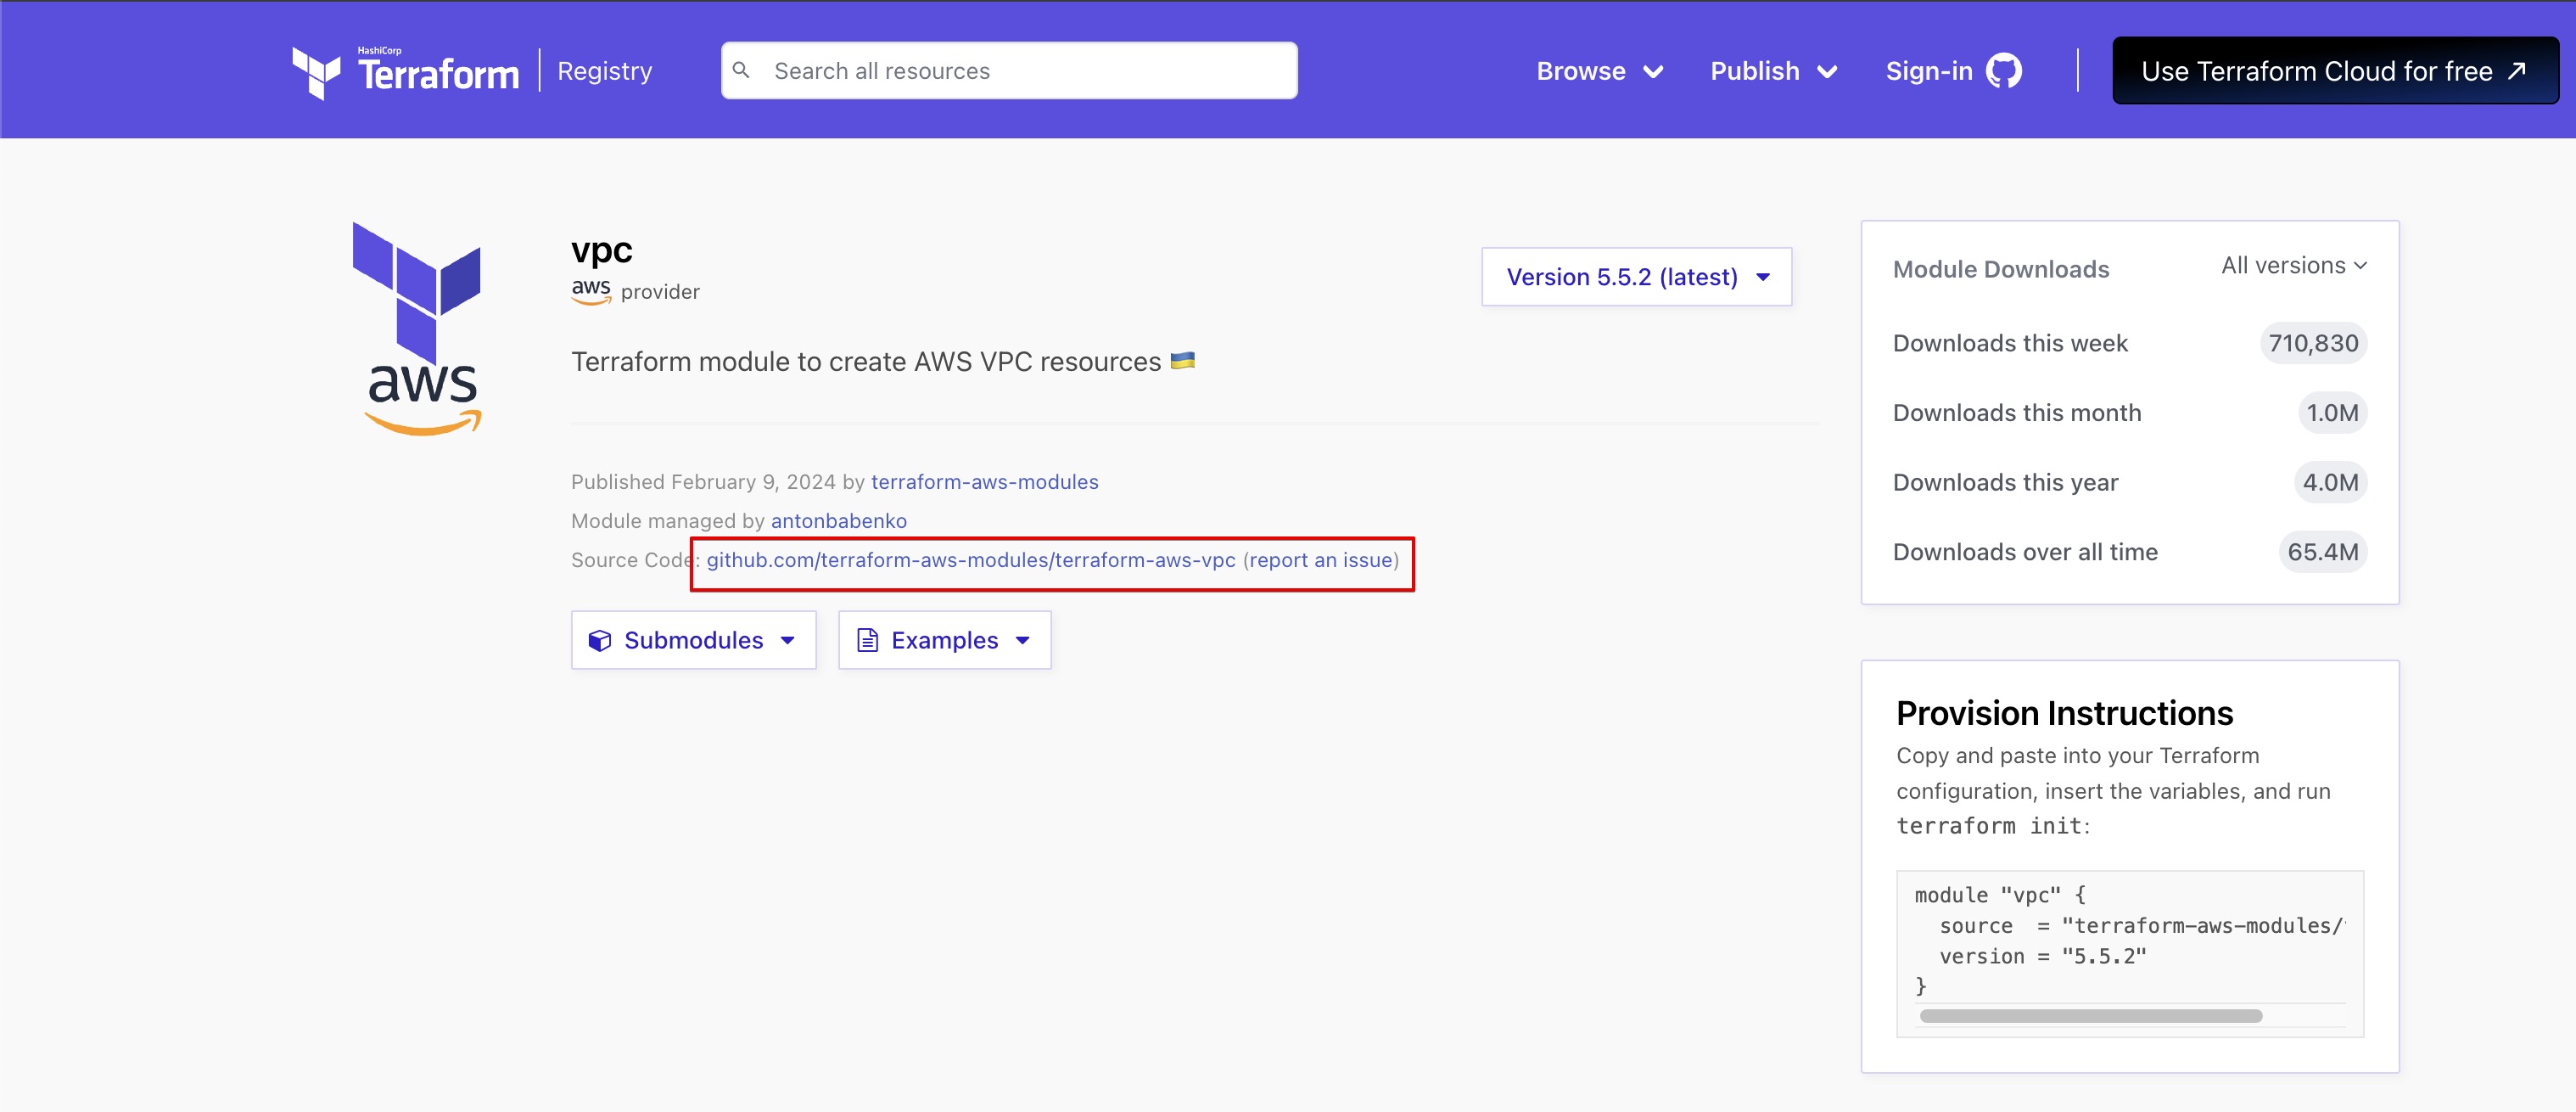 HashiCorp
Terraform
Registry
Search all resources
Browse
Publish
Sign-in
Use Terraform Cloud for free
aws
vpc
aws provider
Version 5.5.2 (latest)
Terraform module to create AWS VPC resources 🇺🇦
Published February 9, 2024 by terraform-aws-modules
Module managed by antonbabenko
Source Code: github.com/terraform-aws-modules/terraform-aws-vpc (report an issue)
Submodules
Examples
Module Downloads
All versions
Downloads this week 710,830
Downloads this month 1.0M
Downloads this year 4.0M
Downloads over all time 65.4M
Provision Instructions
Copy and paste into your Terraform
configuration, insert the variables, and run
terraform init:
module "vpc" {
  source  = "terraform-aws-modules/
  version = "5.5.2"
}